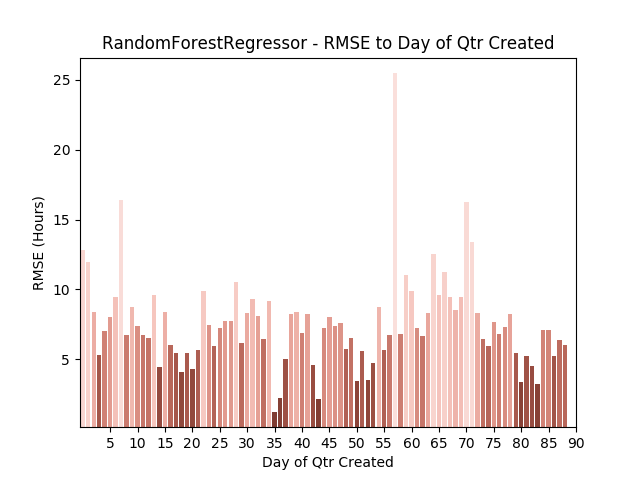 RandomForestRegressor - RMSE to Day of Qtr Created
25
20
15
10
5
RMSE (Hours)
5 10 15 20 25 30 35 40 45 50 55 60 65 70 75 80 85 90
Day of Qtr Created